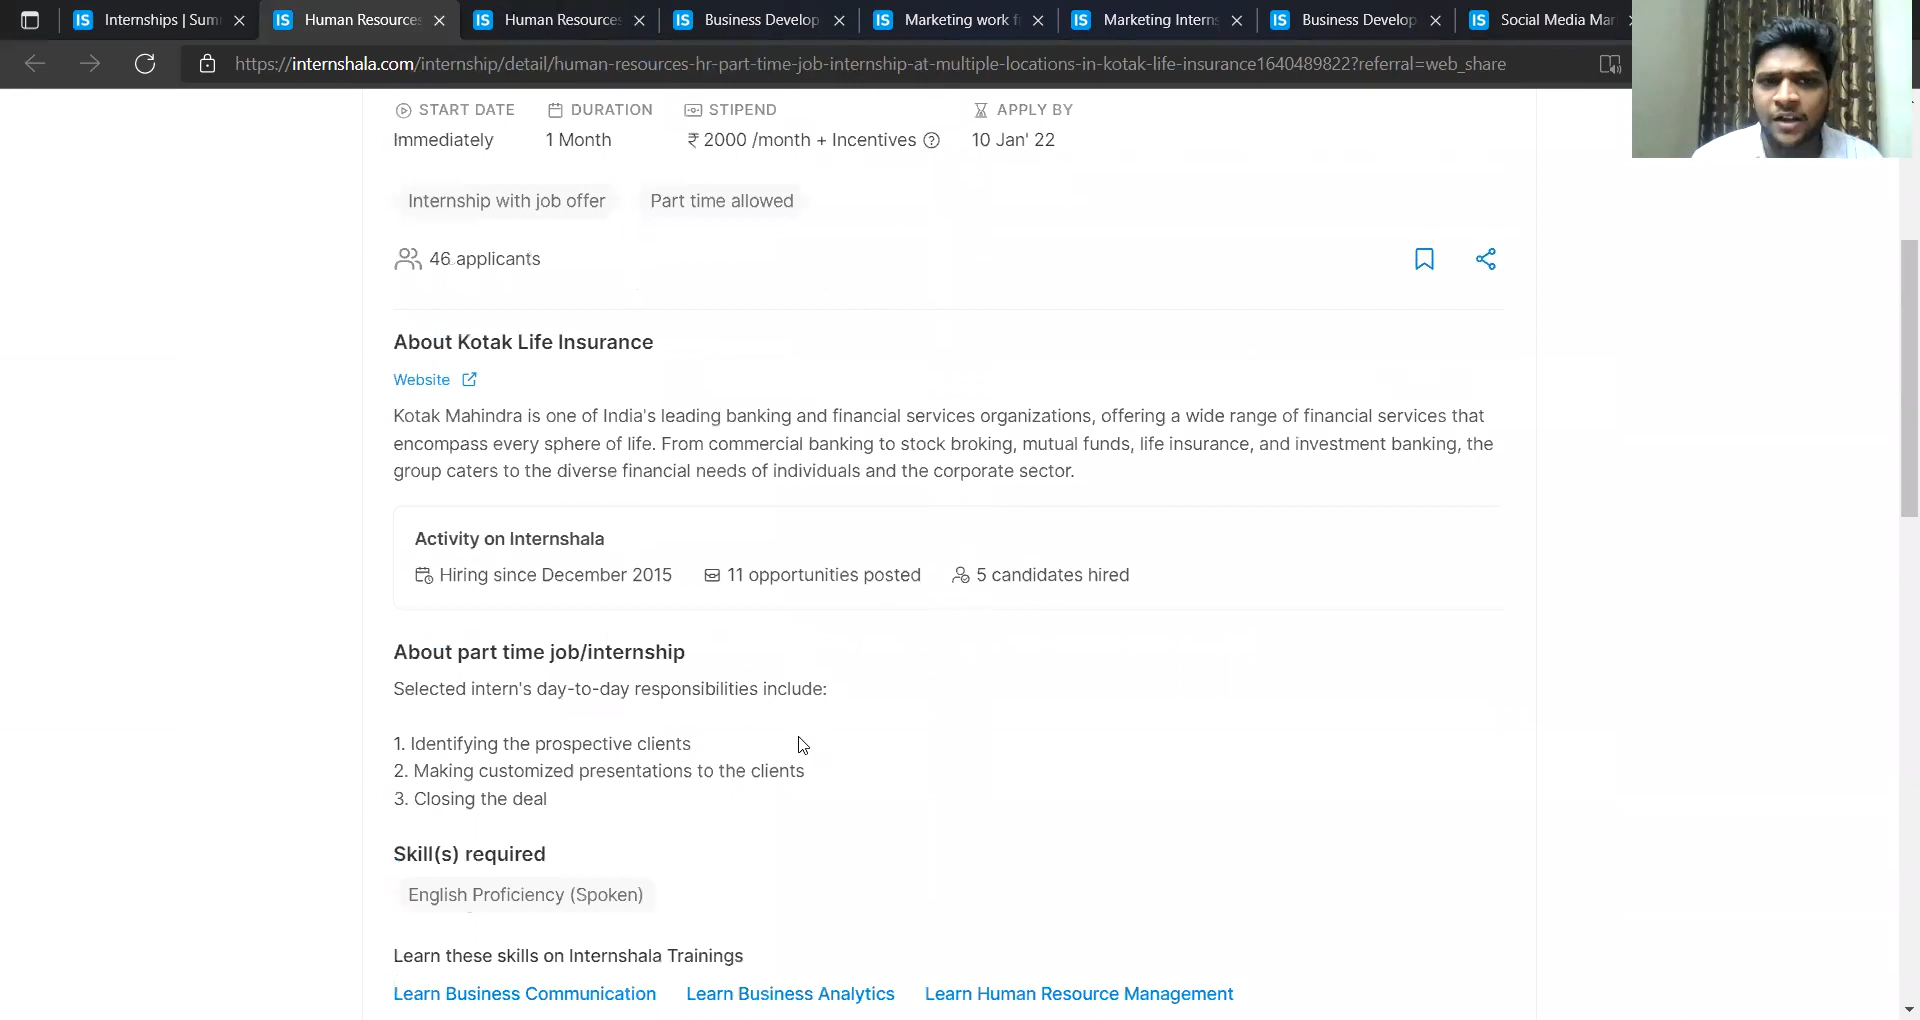 Internships | Sum
Human Resources
Human Resources
Business Develop
Marketing work f
Marketing Interns
Business Develop
Social Media Mar
https://internshala.com/internship/detail/human-resources-hr-part-time-job-internship-at-multiple-locations-in-kotak-life-insurance1640489822?referral=web_share
START DATE DURATION STIPEND APPLY BY
Immediately 1 Month ₹ 2000 /month + Incentives 10 Jan' 22
Internship with job offer Part time allowed
46 applicants
About Kotak Life Insurance
Website
Kotak Mahindra is one of India's leading banking and financial services organizations, offering a wide range of financial services that
encompass every sphere of life. From commercial banking to stock broking, mutual funds, life insurance, and investment banking, the
group caters to the diverse financial needs of individuals and the corporate sector.
Activity on Internshala
Hiring since December 2015 11 opportunities posted 5 candidates hired
About part time job/internship
Selected intern's day-to-day responsibilities include:
1. Identifying the prospective clients
2. Making customized presentations to the clients
3. Closing the deal
Skill(s) required
English Proficiency (Spoken)
Learn these skills on Internshala Trainings
Learn Business Communication Learn Business Analytics Learn Human Resource Management